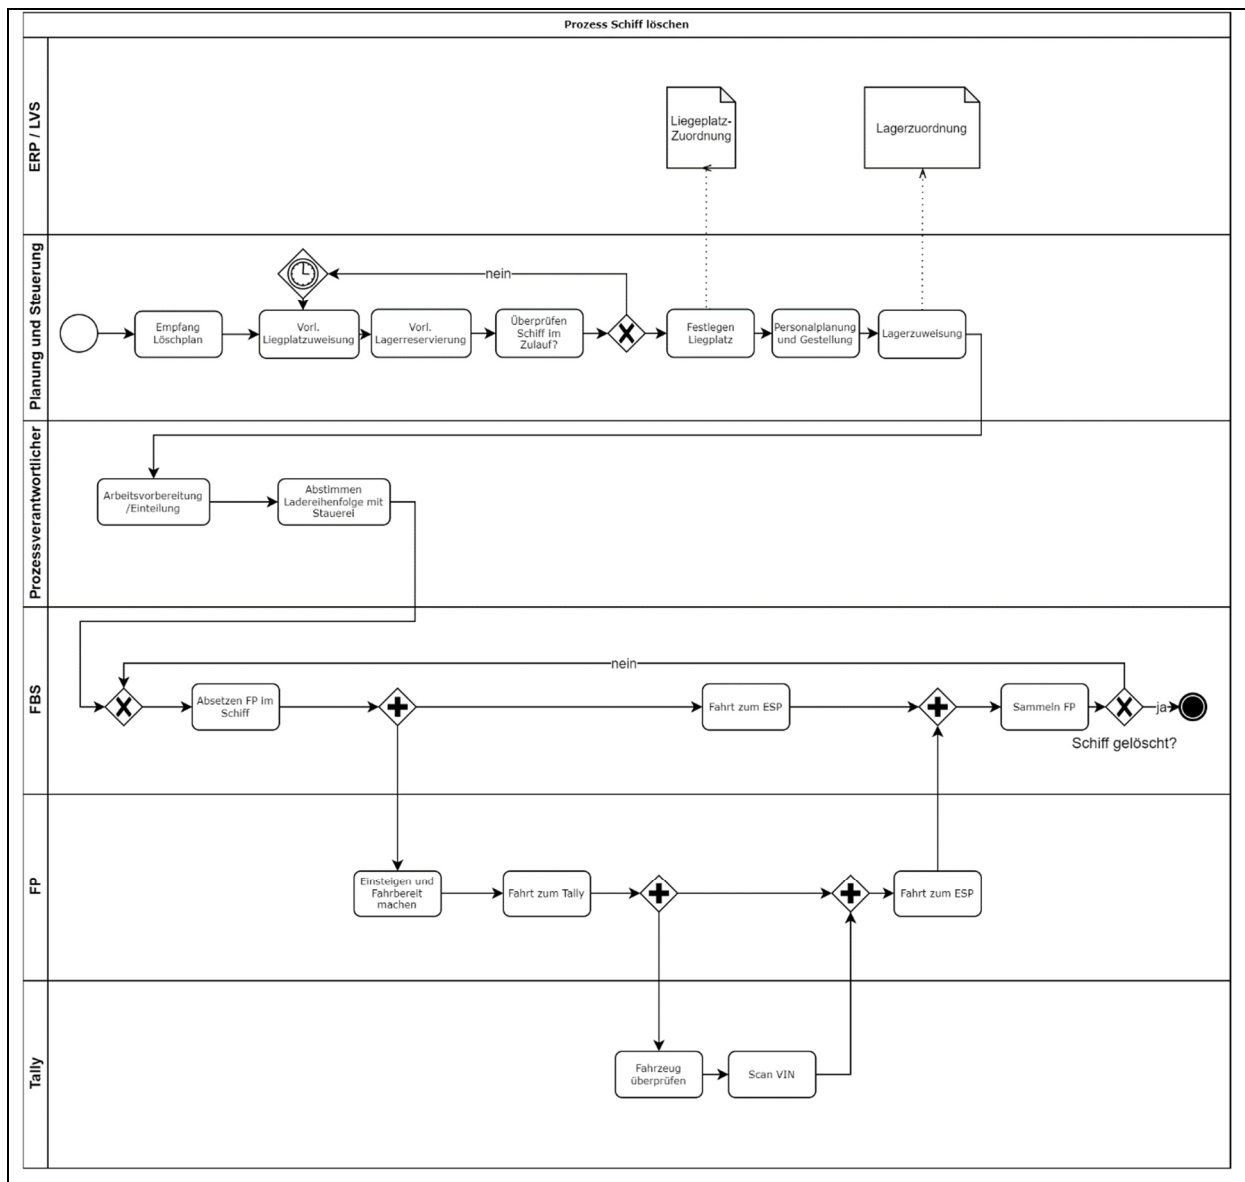 Prozess Schiff löschen
ERP / LVS
Liegeplatz-
Zuordnung
Lagerzuordnung
Planung und Steuerung
nein
Empfang
Löschplan
Vorl.
Liegplatzuweisung
Vorl.
Lagerreservierung
Überprüfen
Schiff im
Zulauf?
Festlegen
Liegplatz
Personalplanung
und Gestellung
Lagerzuweisung
Prozessverantwortlicher
Arbeitsvorbereitung
/Einteilung
Abstimmen
Ladereihenfolge mit
Stauerei
FBS
nein
Absetzen FP im
Schiff
Fahrt zum ESP
Sammeln FP
ja
Schiff gelöscht?
FP
Einsteigen und
Fahrbereit
machen
Fahrt zum Tally
Fahrt zum ESP
Tally
Fahrzeug
überprüfen
Scan VIN